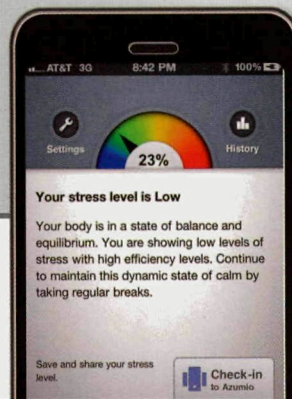 AT&T 3G 8:42 PM 100%
Settings
23%
History
Your stress level is Low
Your body is in a state of balance and
equilibrium. You are showing low levels of
stress with high efficiency levels. Continue
to maintain this dynamic state of calm by
taking regular breaks.
Save and share your stress
level.
Check-in
to Azumio